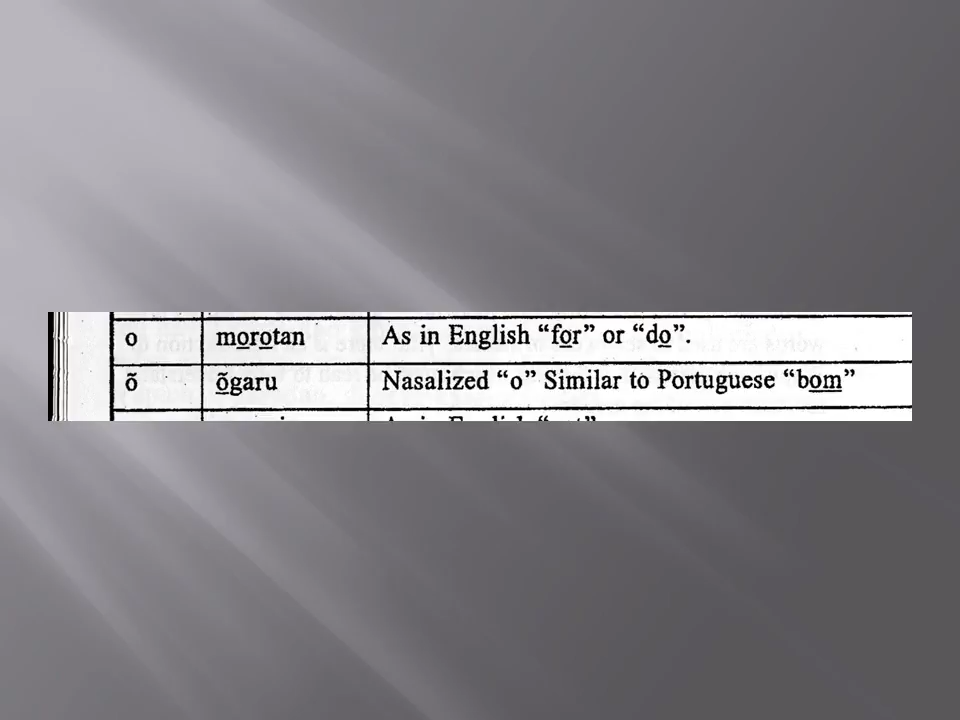 o morotan As in English “for” or “do”.
õ õgaru Nasalized “o” Similar to Portuguese “bom”